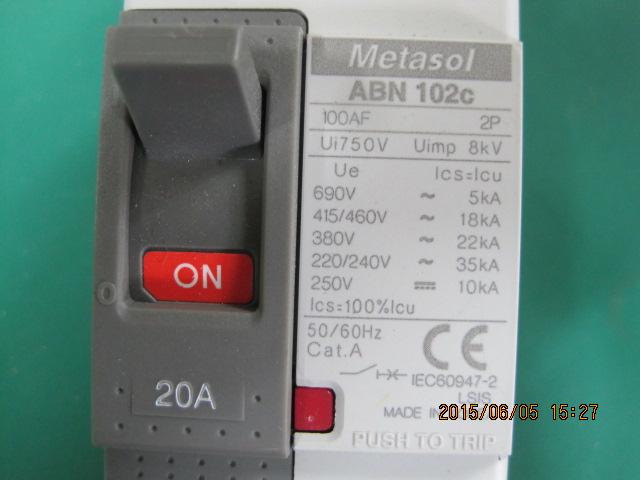 Metasol
ABN 102c
100AF 2P
Ui750V Uimp 8kV
Ue Ics=Icu
690V ~ 5kA
415/460V ~ 18kA
380V ~ 22kA
220/240V ~ 35kA
250V ⎓ 10kA
Ics=100%Icu
50/60Hz
Cat.A
CE
IEC60947-2
LSIS
MADE IN
PUSH TO TRIP
ON
O
20A
2015/06/05 15:27